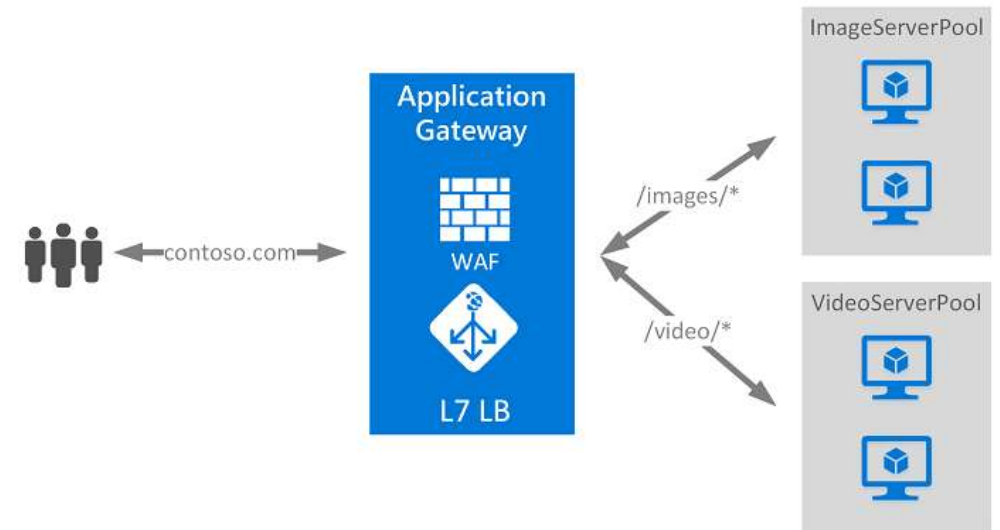 ImageServerPool
Application
Gateway
/images/*
contoso.com
WAF
VideoServerPool
/video/*
L7 LB